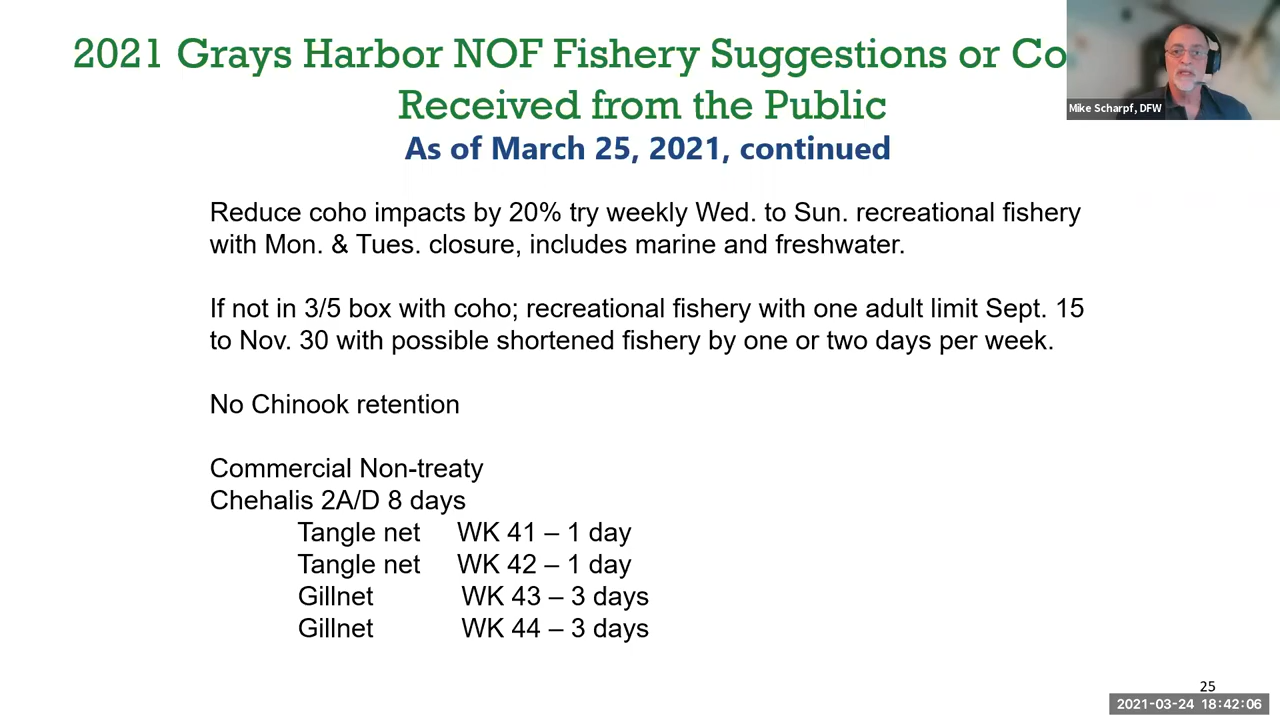 2021 Grays Harbor NOF Fishery Suggestions or Co
Received from the Public
As of March 25, 2021, continued
Mike Scharpf, DFW
Reduce coho impacts by 20% try weekly Wed. to Sun. recreational fishery
with Mon. & Tues. closure, includes marine and freshwater.
If not in 3/5 box with coho; recreational fishery with one adult limit Sept. 15
to Nov. 30 with possible shortened fishery by one or two days per week.
No Chinook retention
Commercial Non-treaty
Chehalis 2A/D 8 days
Tangle net WK 41 – 1 day
Tangle net WK 42 – 1 day
Gillnet WK 43 – 3 days
Gillnet WK 44 – 3 days
25
2021-03-24 18:42:06